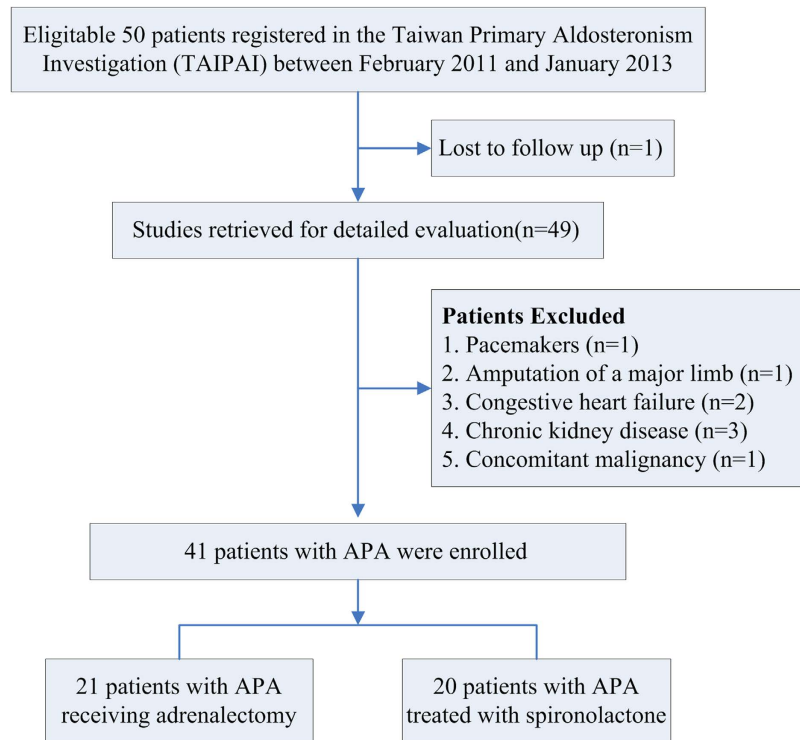 Eligitable 50 patients registered in the Taiwan Primary Aldosteronism
Investigation (TAIPAI) between February 2011 and January 2013
Lost to follow up (n=1)
Studies retrieved for detailed evaluation(n=49)
Patients Excluded
1. Pacemakers (n=1)
2. Amputation of a major limb (n=1)
3. Congestive heart failure (n=2)
4. Chronic kidney disease (n=3)
5. Concomitant malignancy (n=1)
41 patients with APA were enrolled
21 patients with APA
receiving adrenalectomy
20 patients with APA
treated with spironolactone